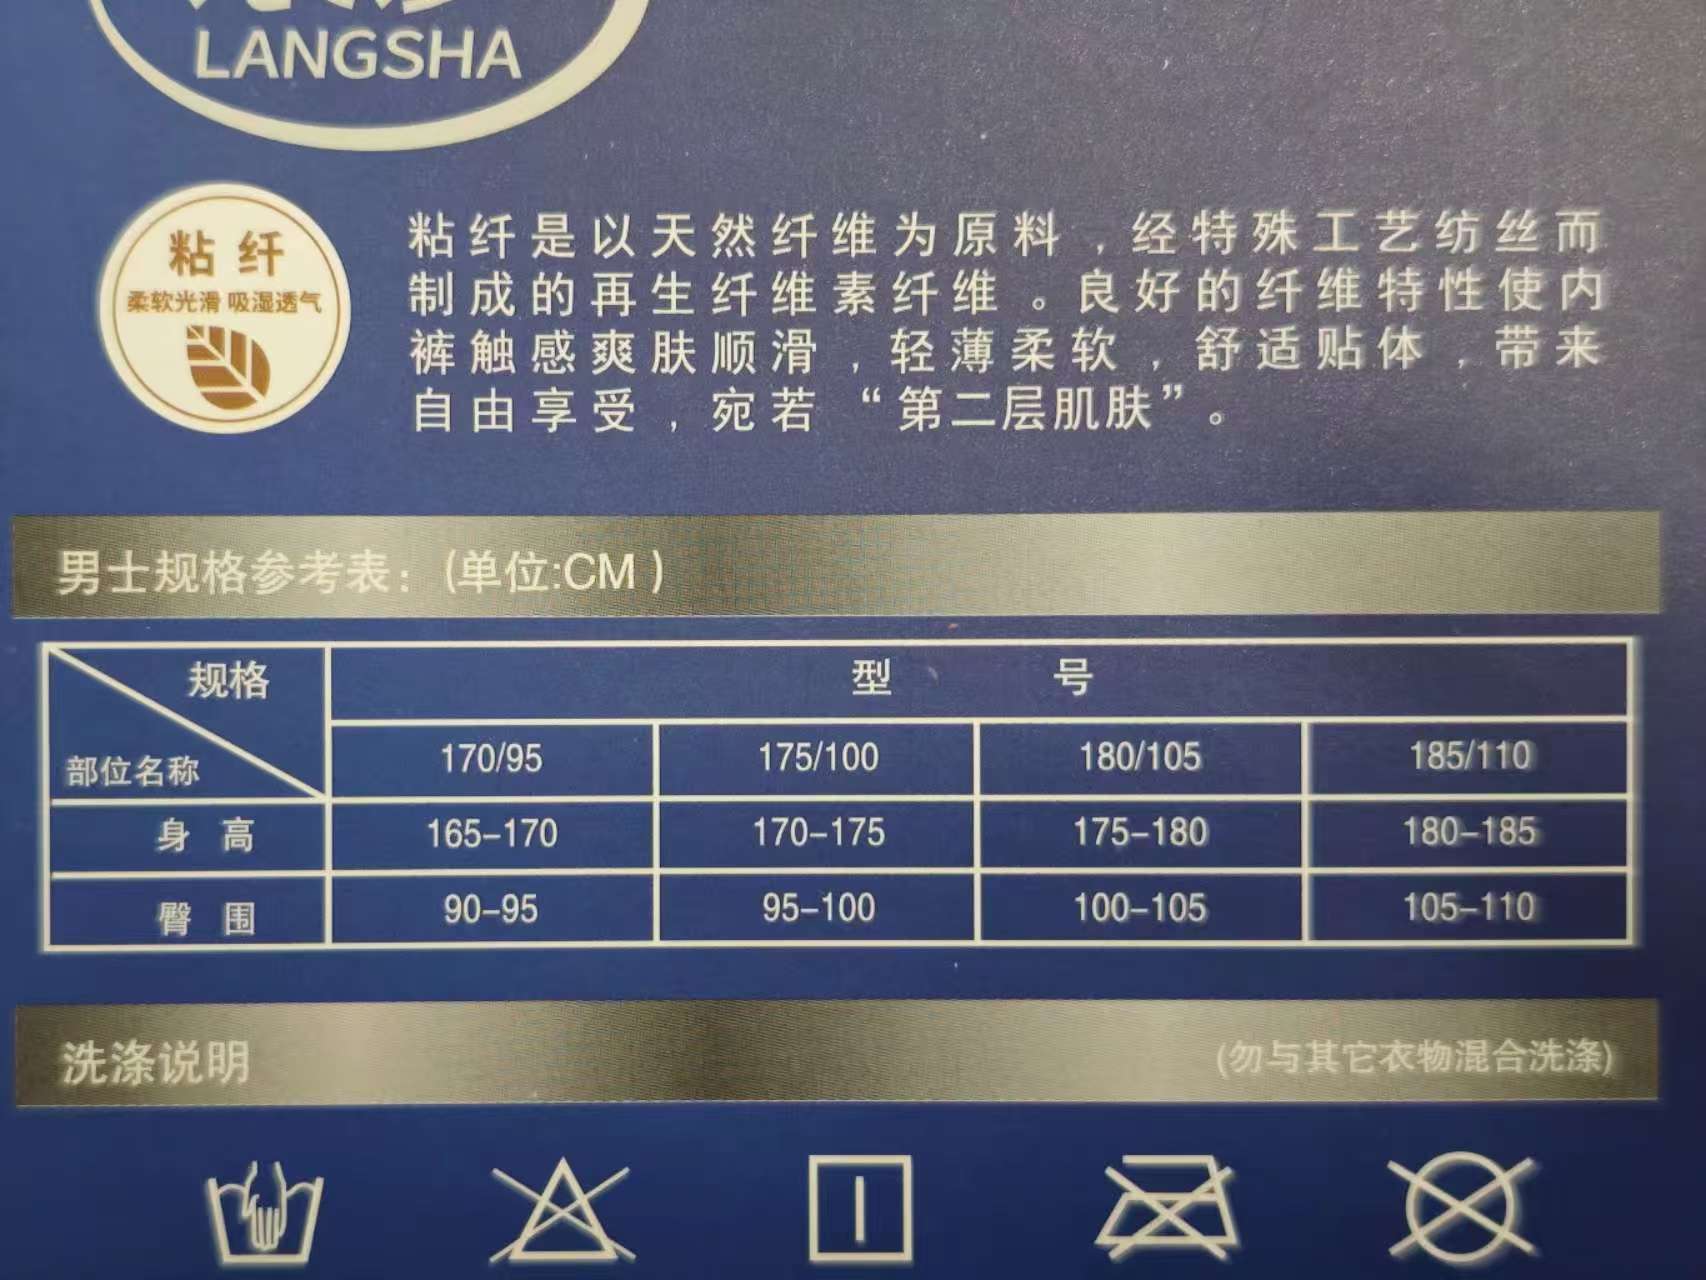 LANGSHA
粘纤
柔软光滑 吸湿透气
粘纤是以天然纤维为原料，经特殊工艺纺丝而
制成的再生纤维素纤维。良好的纤维特性使内
裤触感爽肤顺滑，轻薄柔软，舒适贴体，带来
自由享受，宛若“第二层肌肤”。
男士规格参考表：(单位:CM)
规格 型号
部位名称 170/95 175/100 180/105 185/110
身高 165-170 170-175 175-180 180-185
臀围 90-95 95-100 100-105 105-110
洗涤说明 (勿与其它衣物混合洗涤)